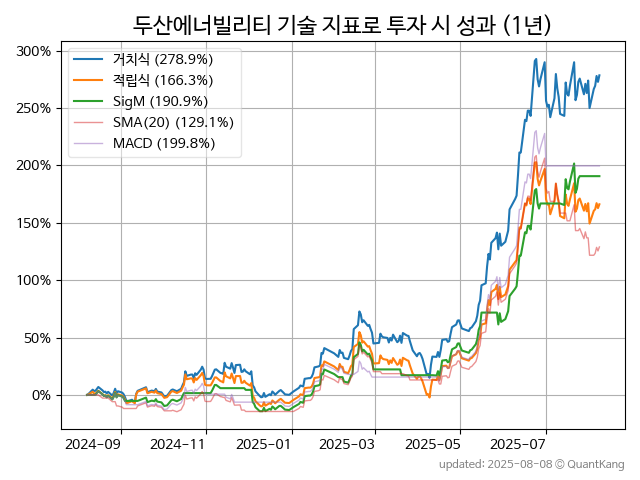 두산에너빌리티 기술 지표로 투자 시 성과 (1년)
300%
250%
200%
150%
100%
50%
0%
거치식 (278.9%)
적립식 (166.3%)
SigM (190.9%)
SMA(20) (129.1%)
MACD (199.8%)
2024-09
2024-11
2025-01
2025-03
2025-05
2025-07
updated: 2025-08-08 ⓒ QuantKang